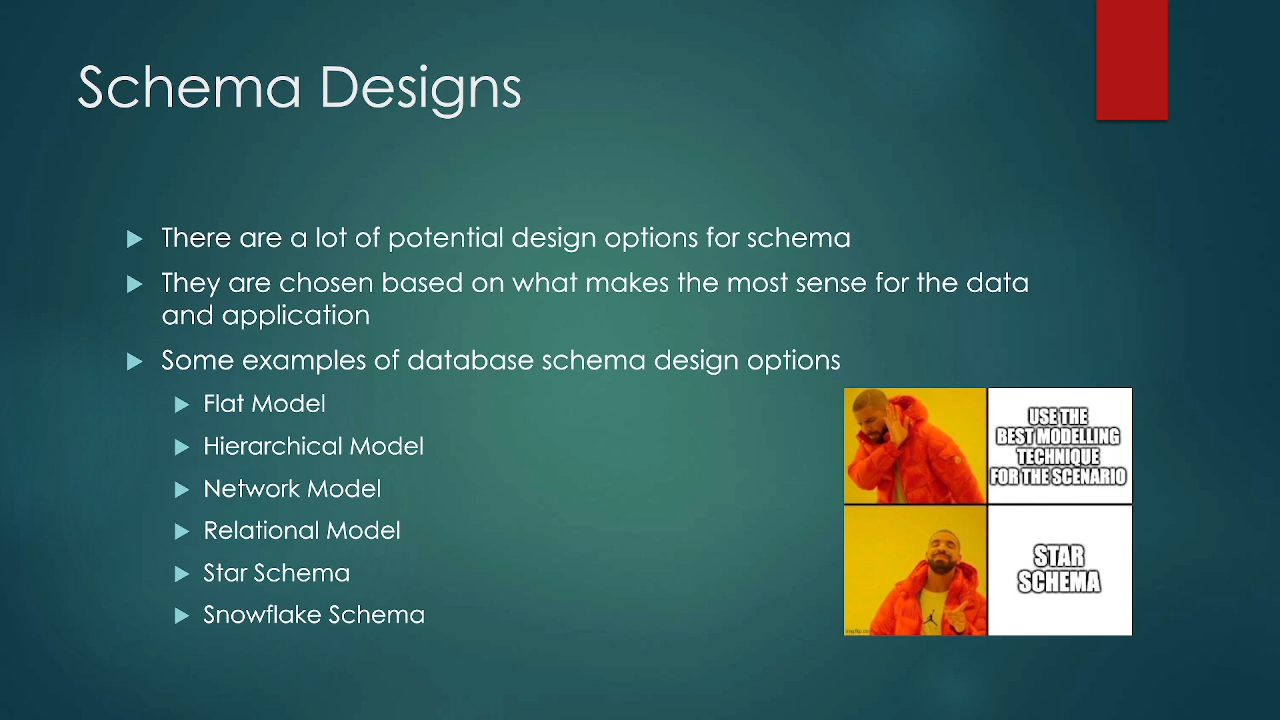 Schema Designs
There are a lot of potential design options for schema
They are chosen based on what makes the most sense for the data
and application
Some examples of database schema design options
Flat Model
Hierarchical Model
Network Model
Relational Model
Star Schema
Snowflake Schema
USE THE
BEST MODELLING
TECHNIQUE
FOR THE SCENARIO
STAR
SCHEMA